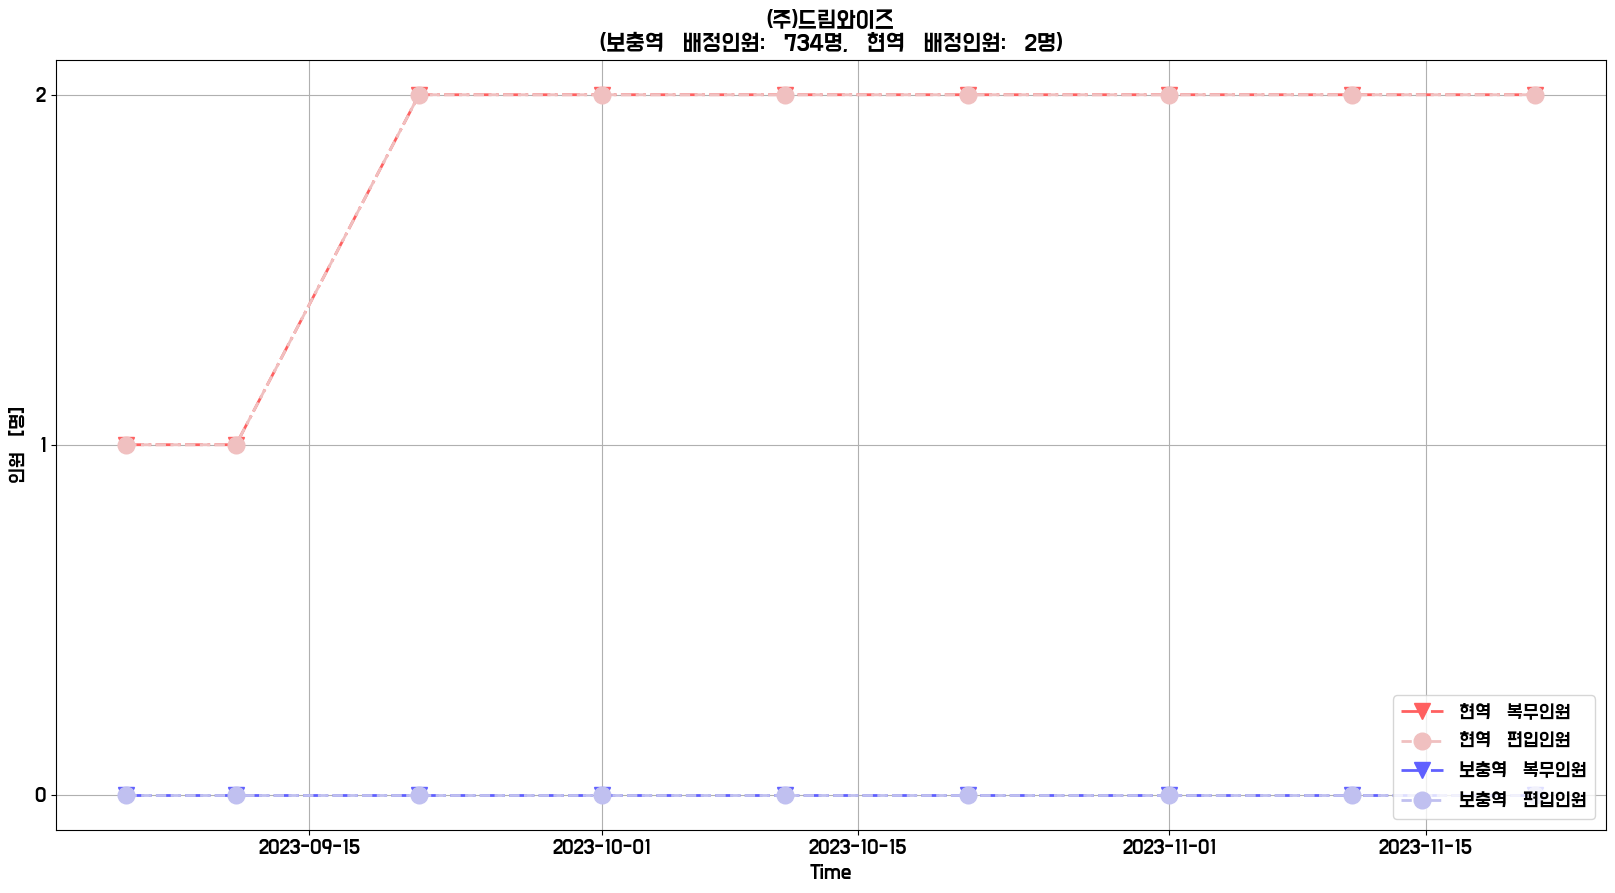 (주)드림와이즈
(보충역 배정인원: 734명, 현역 배정인원: 2명)
2
1
0
인원 [명]
현역 복무인원
현역 편입인원
보충역 복무인원
보충역 편입인원
2023-09-15 2023-10-01 2023-10-15 2023-11-01 2023-11-15
Time